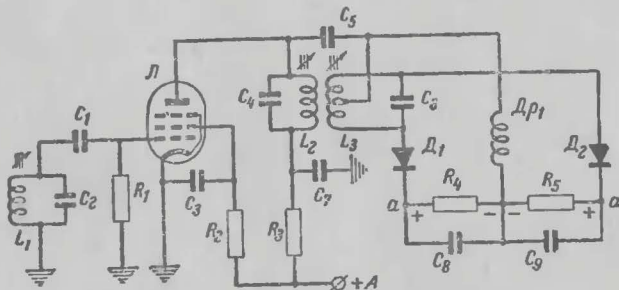 C₅
Л
C₄
C₆
Др₁
C₁
L₂
L₃
Д₁
Д₂
C₂
R₁
C₃
C₇
R₄
R₅
a
+
−
−
+
a
L₁
R₂
R₃
C₈
C₉
+A